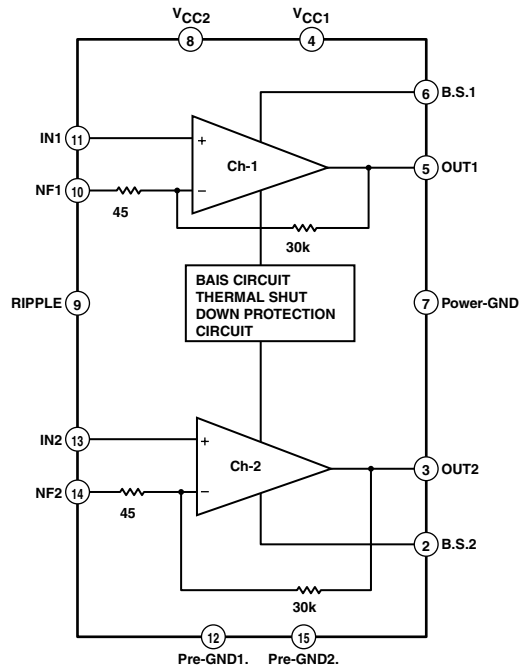 VCC2 VCC1
8 4
6 B.S.1
IN1 11 + Ch-1 5 OUT1
NF1 10 −
45
30k
BAIS CIRCUIT
THERMAL SHUT
DOWN PROTECTION
CIRCUIT
RIPPLE 9 7 Power-GND
IN2 13 + Ch-2 3 OUT2
NF2 14 −
45
2 B.S.2
30k
12 15
Pre-GND1. Pre-GND2.